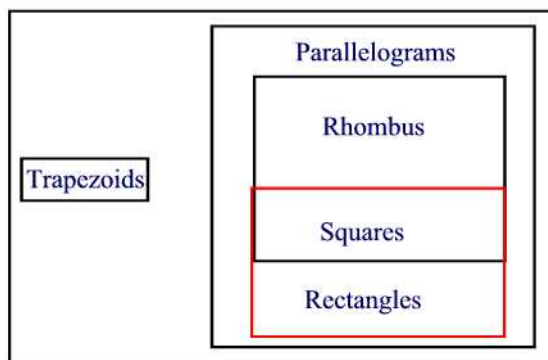 Parallelograms
Rhombus
Trapezoids
Squares
Rectangles